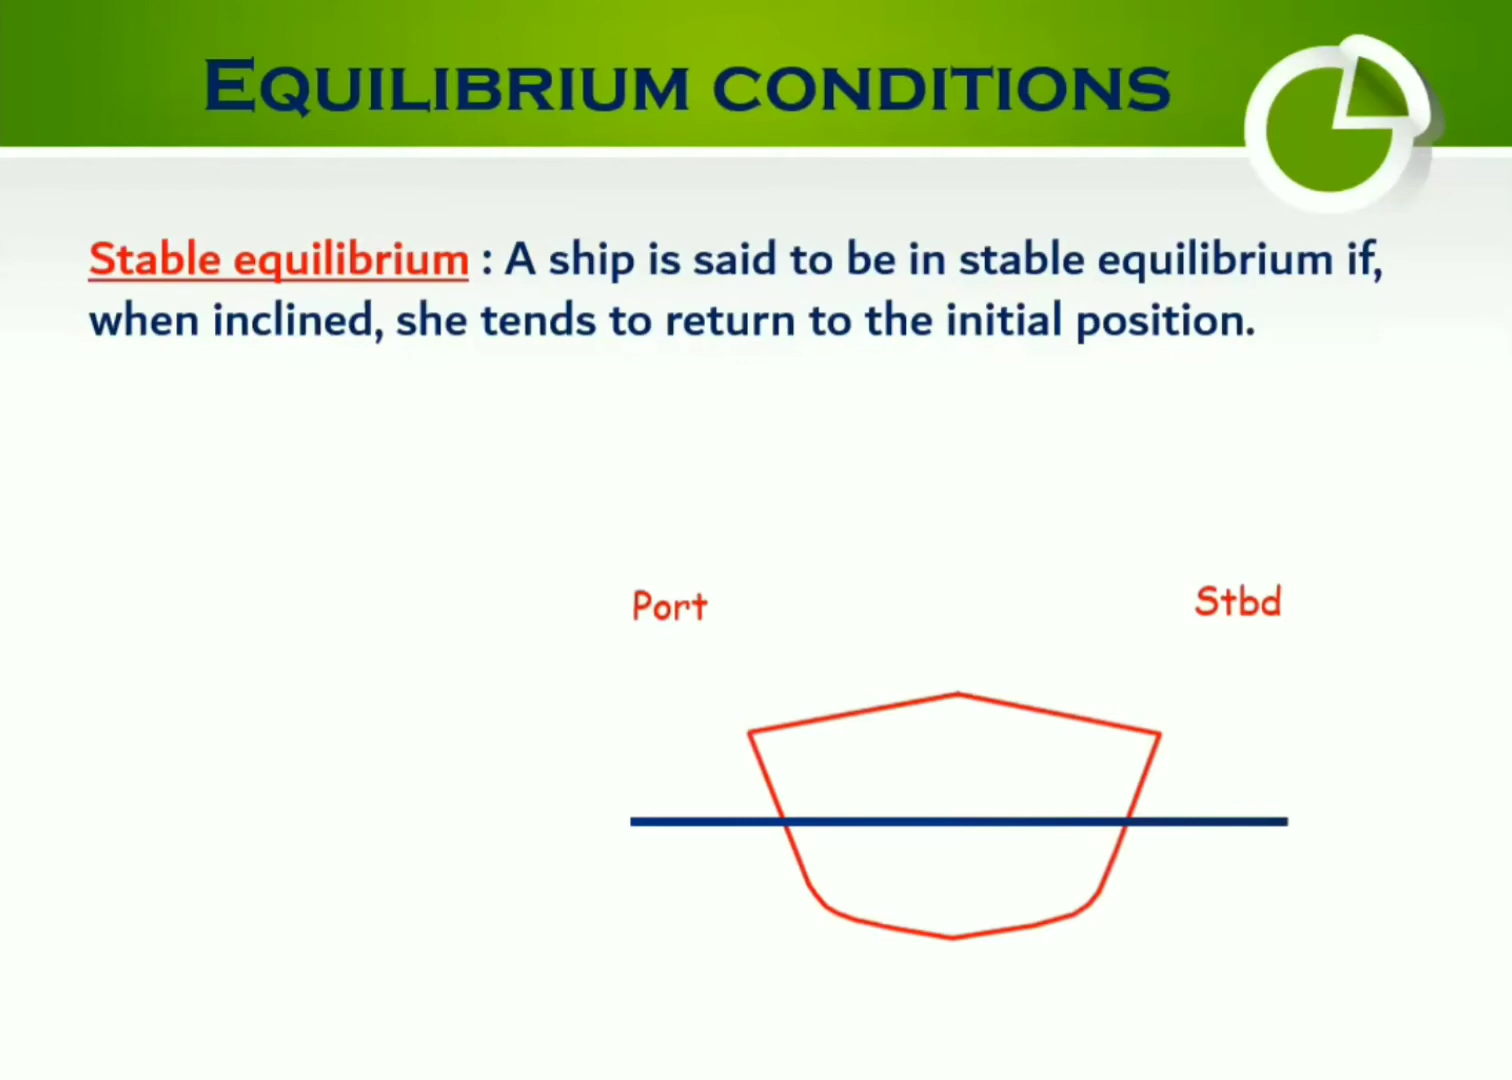 EQUILIBRIUM CONDITIONS
Stable equilibrium : A ship is said to be in stable equilibrium if,
when inclined, she tends to return to the initial position.
Port
Stbd